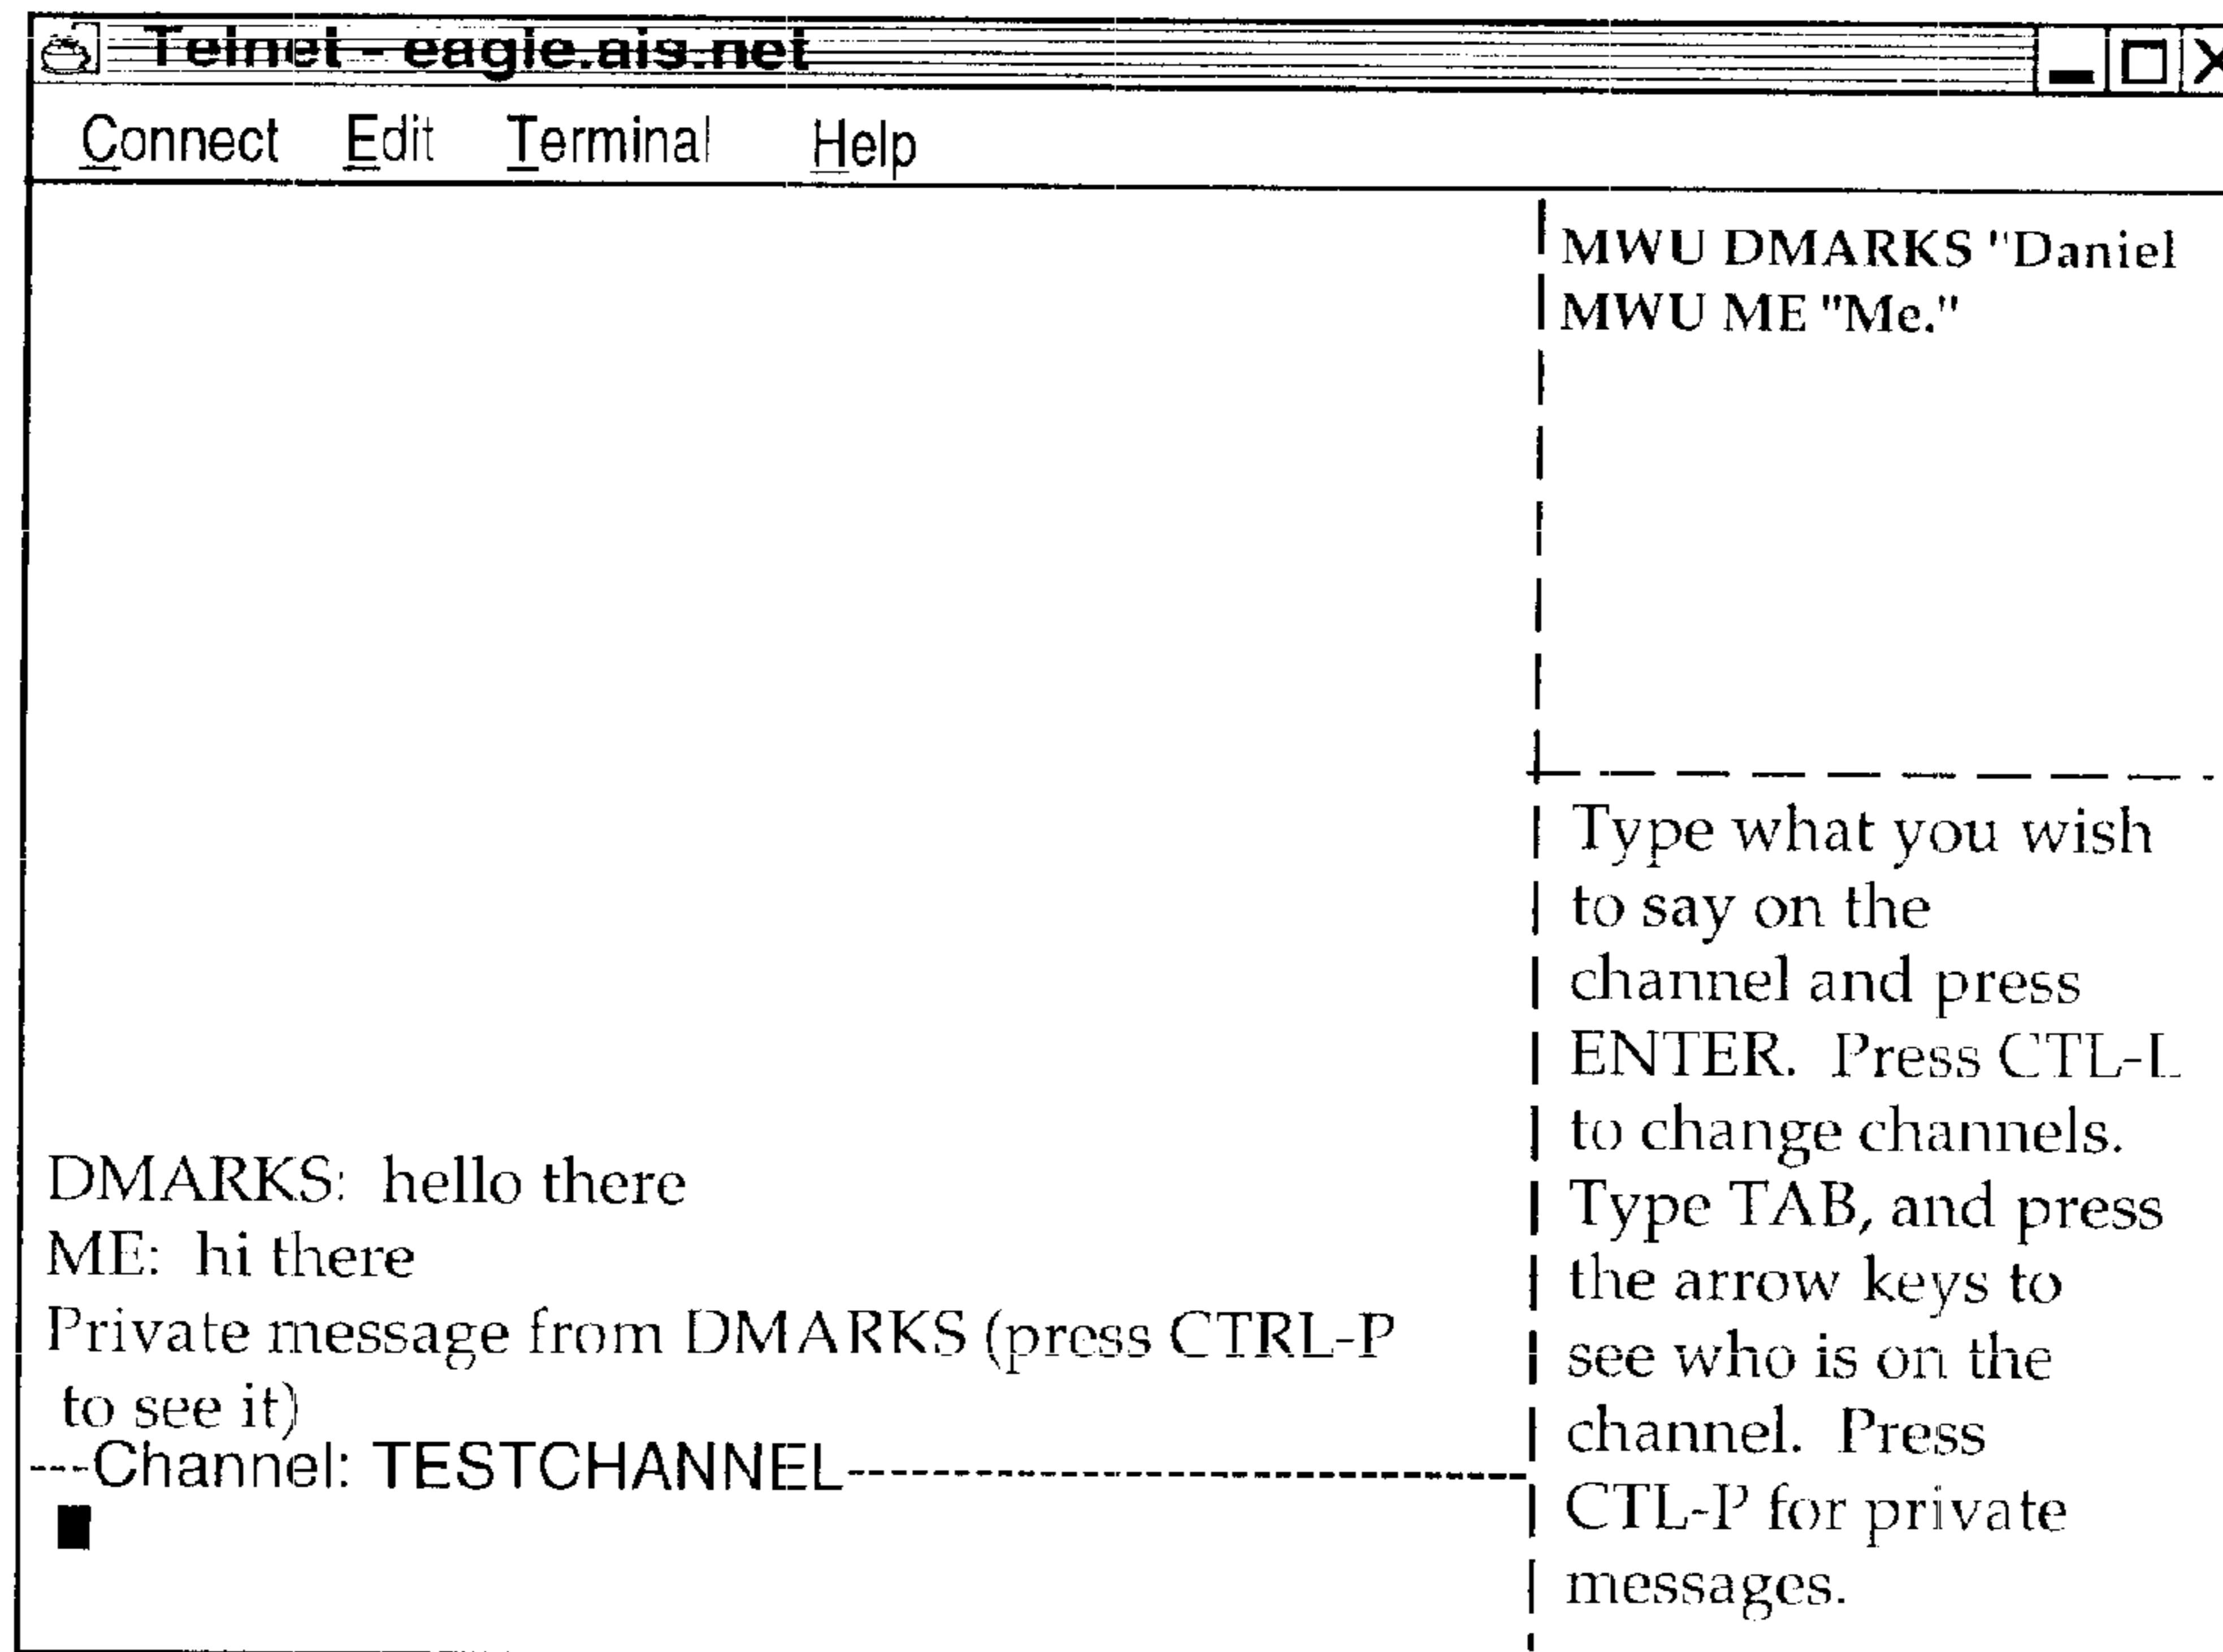 Telnet - eagle.ais.net
Connect Edit Terminal Help
MWU DMARKS "Daniel
MWU ME "Me."
DMARKS: hello there
ME: hi there
Private message from DMARKS (press CTRL-P
to see it)
---Channel: TESTCHANNEL---
Type what you wish
to say on the
channel and press
ENTER. Press CTL-L
to change channels.
Type TAB, and press
the arrow keys to
see who is on the
channel. Press
CTL-P for private
messages.